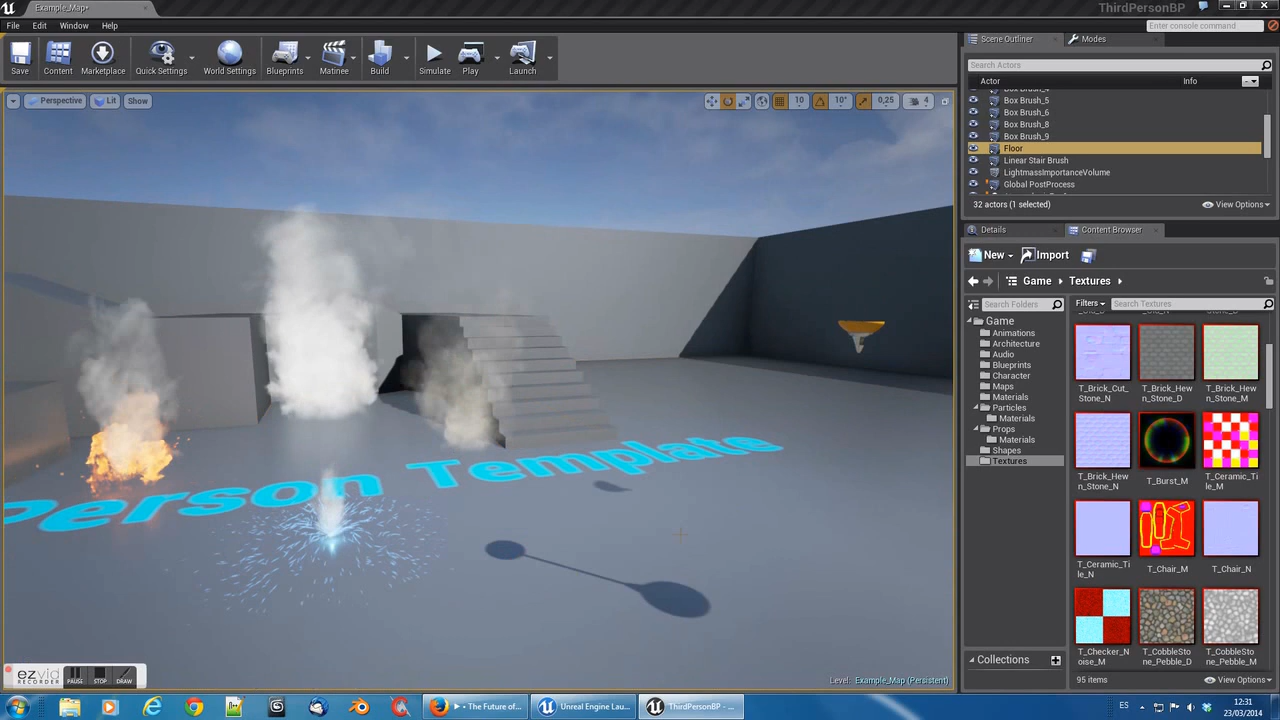 Example_Map*
ThirdPersonBP
File Edit Window Help
Enter console command
Save Content Marketplace Quick Settings World Settings Blueprints Matinee Build Simulate Play Launch
Scene Outliner Modes
Search Actors
Actor Info
Box Brush_4
Box Brush_5
Box Brush_6
Box Brush_8
Box Brush_9
Floor
Linear Stair Brush
LightmassImportanceVolume
Global PostProcess
32 actors (1 selected) View Options
Perspective Lit Show 10 10° 0,25 4
Details Content Browser
New Import
Game Textures
Search Folders
Filters Search Textures
Game
Animations
Architecture
Audio
Blueprints
Character
Maps
Materials
Particles
Materials
Props
Materials
Shapes
Textures
T_Brick_Cut_
Stone_N
T_Brick_Hew
n_Stone_D
T_Brick_Hew
n_Stone_M
T_Brick_Hew
n_Stone_N
T_Burst_M
T_Ceramic_Ti
le_M
T_Ceramic_Ti
le_N
T_Chair_M
T_Chair_N
T_Checker_N
oise_M
T_CobbleSto
ne_Pebble_D
T_CobbleSto
ne_Pebble_M
Collections
95 items View Options
Person Template
ezvid
RECORDER
PAUSE STOP DRAW
Level: Example_Map (Persistent)
• The Future of...
Unreal Engine Lau...
ThirdPersonBP - ...
ES
12:31
23/03/2014